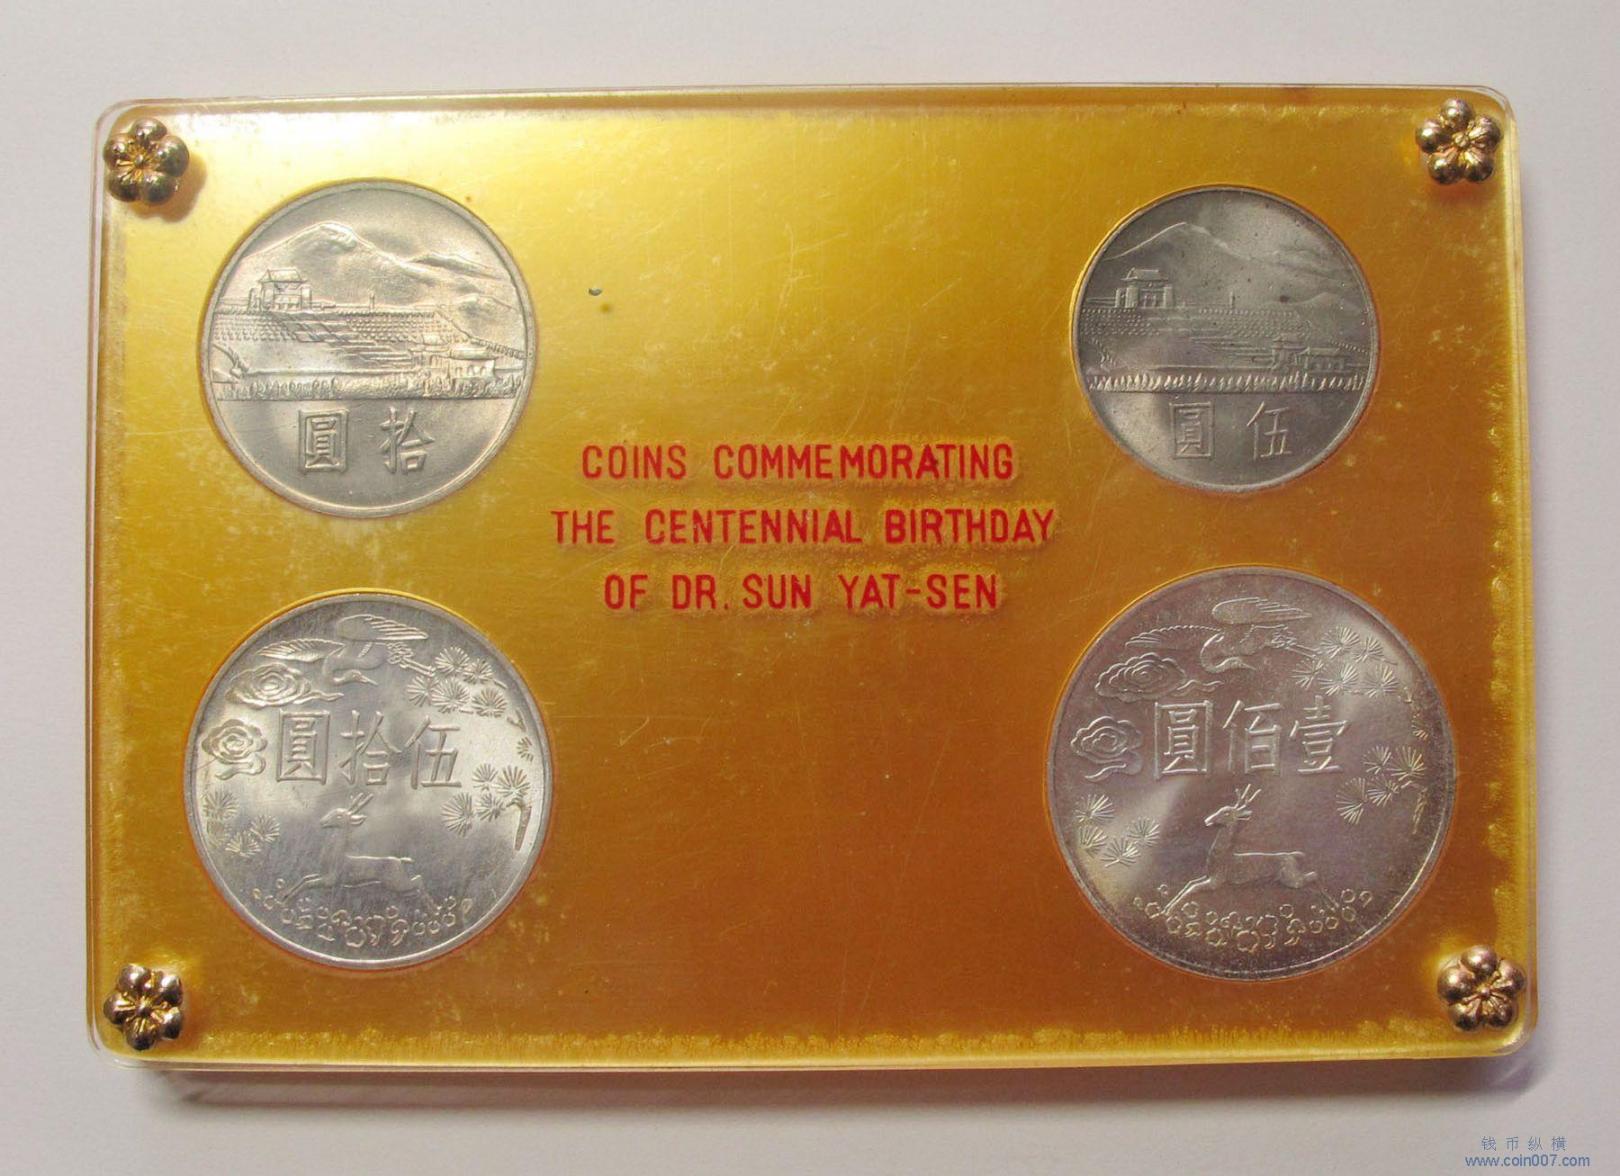 圓拾
圓伍
COINS COMMEMORATING
THE CENTENNIAL BIRTHDAY
OF DR. SUN YAT-SEN
圓拾伍
圓佰壹
钱币纵横
www.coin007.com